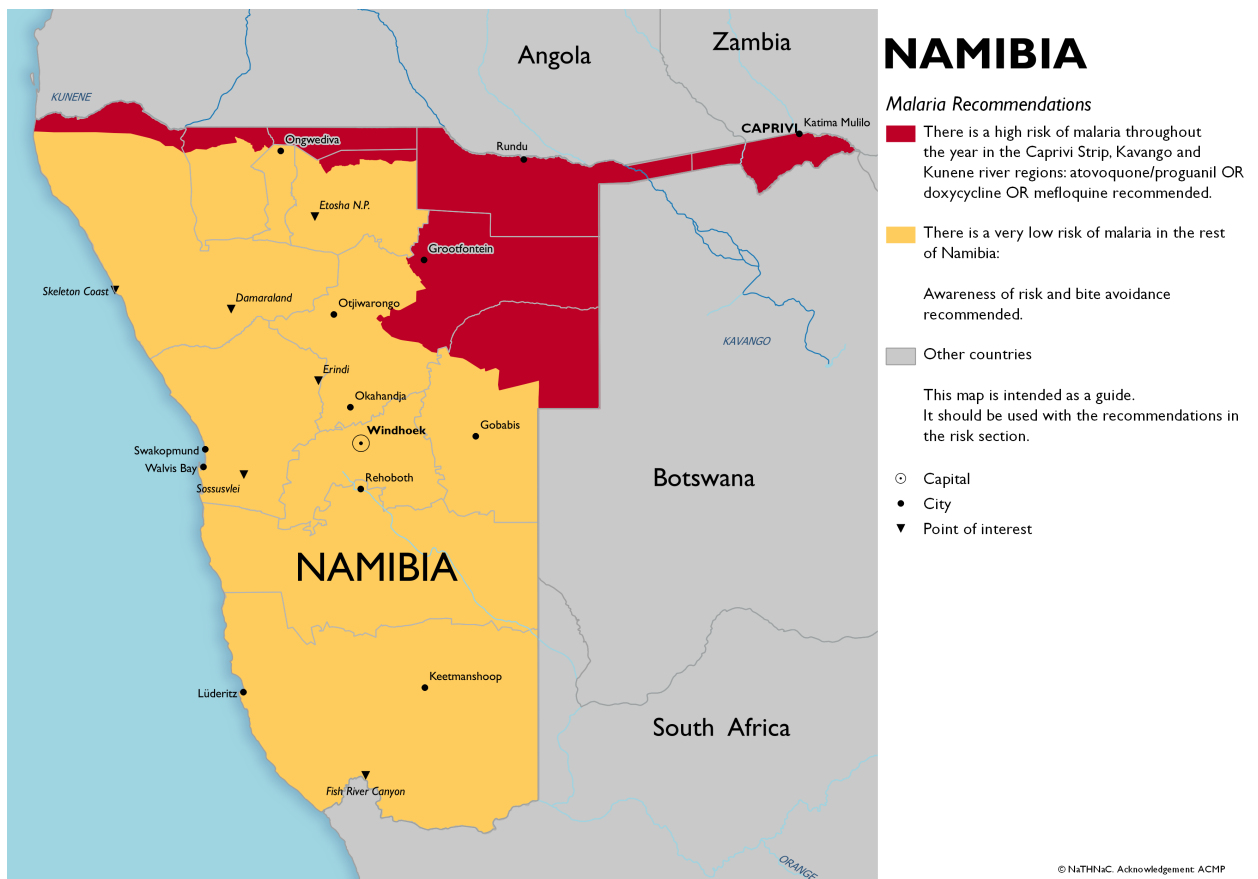 Angola
Zambia
KUNENE
CAPRIVI
Katima Mulilo
Ongwediva
Rundu
Etosha N.P.
Grootfontein
Skeleton Coast
Damaraland
Otjiwarongo
KAVANGO
Erindi
Okahandja
Gobabis
Windhoek
Swakopmund
Walvis Bay
Sossusvlei
Rehoboth
Botswana
NAMIBIA
Keetmanshoop
Lüderitz
South Africa
Fish River Canyon
ORANGE
NAMIBIA
Malaria Recommendations
There is a high risk of malaria throughout
the year in the Caprivi Strip, Kavango and
Kunene river regions: atovoquone/proguanil OR
doxycycline OR mefloquine recommended.
There is a very low risk of malaria in the rest
of Namibia:
Awareness of risk and bite avoidance
recommended.
Other countries
This map is intended as a guide.
It should be used with the recommendations in
the risk section.
Capital
City
Point of interest
© NaTHNaC. Acknowledgement: ACMP